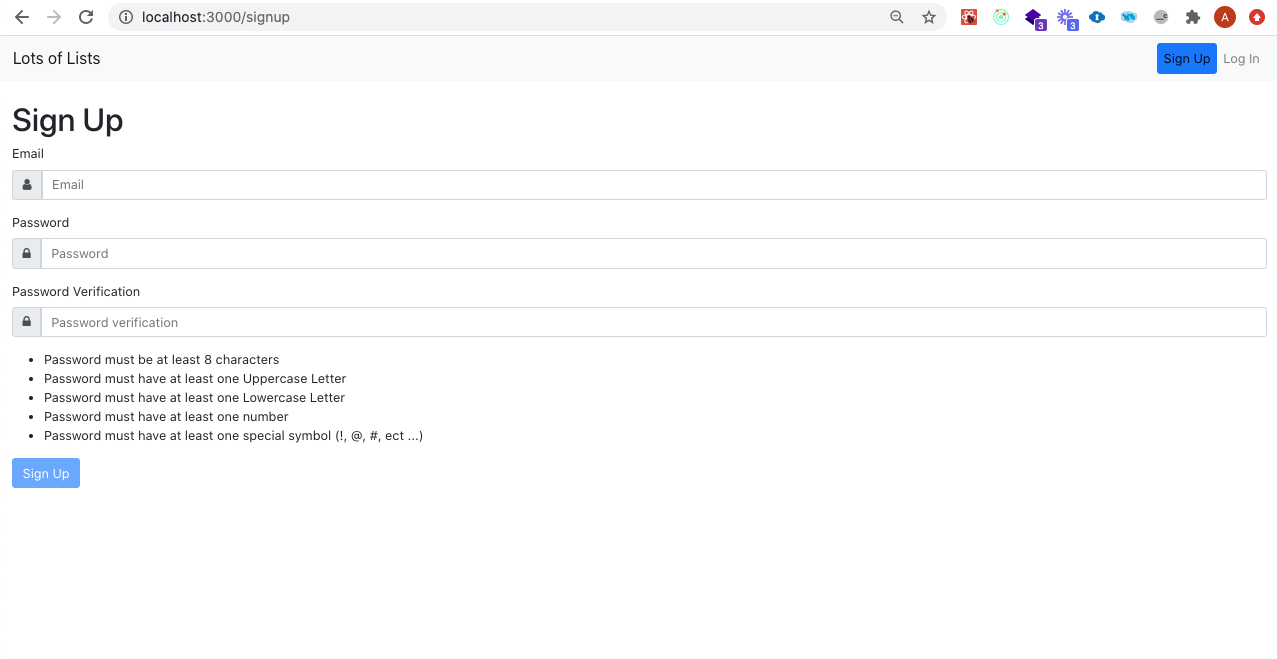 localhost:3000/signup
3
3
A
Lots of Lists
Sign Up
Log In
Sign Up
Email
Email
Password
Password
Password Verification
Password verification
Password must be at least 8 characters
Password must have at least one Uppercase Letter
Password must have at least one Lowercase Letter
Password must have at least one number
Password must have at least one special symbol (!, @, #, ect ...)
Sign Up